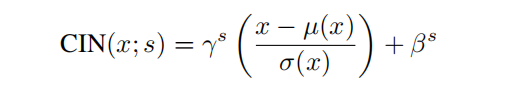 CIN(x; s) = γ^s ( (x − μ(x)) / σ(x) ) + β^s